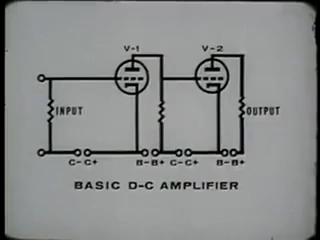 V-1 V-2
INPUT OUTPUT
C- C+ B- B+ C- C+ B- B+
BASIC D-C AMPLIFIER